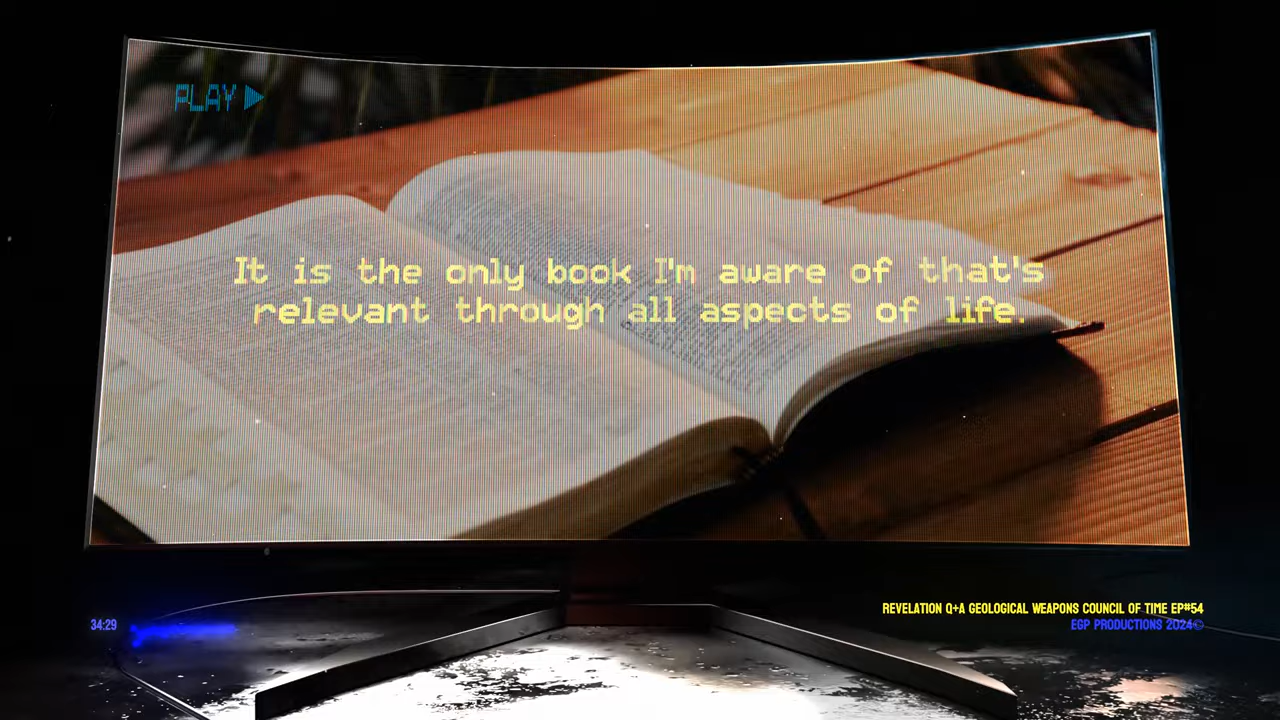 PLAY
It is the only book I'm aware of that's
relevant through all aspects of life.
34:29
REVELATION Q+A GEOLOGICAL WEAPONS COUNCIL OF TIME EP#54
EGP PRODUCTIONS 2024©